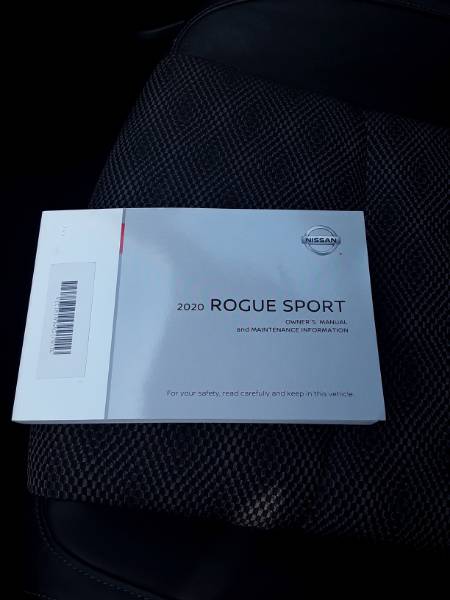 NISSAN
2020 ROGUE SPORT
OWNER'S MANUAL
and MAINTENANCE INFORMATION
For your safety, read carefully and keep in this vehicle.